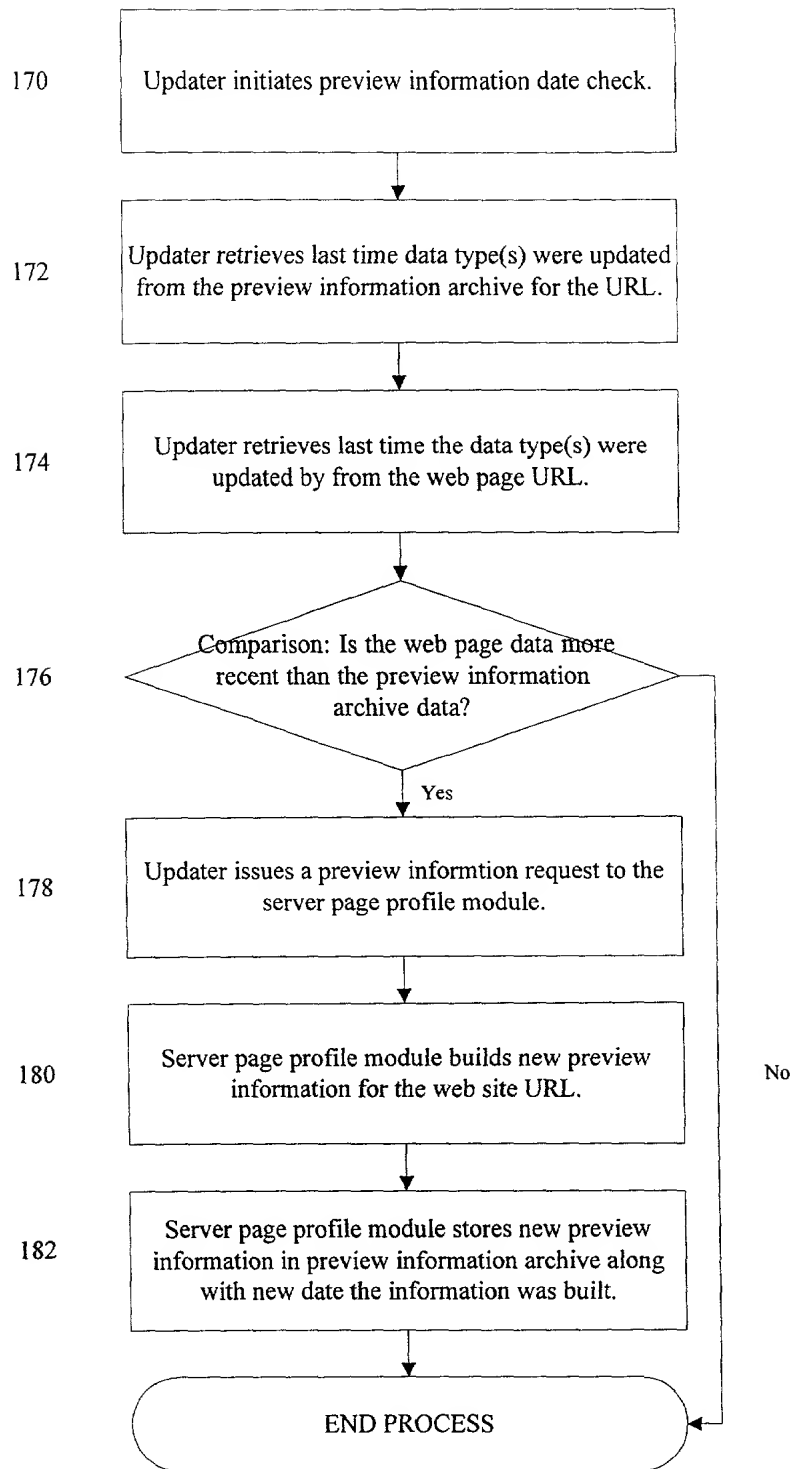 170
Updater initiates preview information date check.
172
Updater retrieves last time data type(s) were updated
from the preview information archive for the URL.
174
Updater retrieves last time the data type(s) were
updated by from the web page URL.
176
Comparison: Is the web page data more
recent than the preview information
archive data?
Yes
178
Updater issues a preview informtion request to the
server page profile module.
180
Server page profile module builds new preview
information for the web site URL.
No
182
Server page profile module stores new preview
information in preview information archive along
with new date the information was built.
END PROCESS